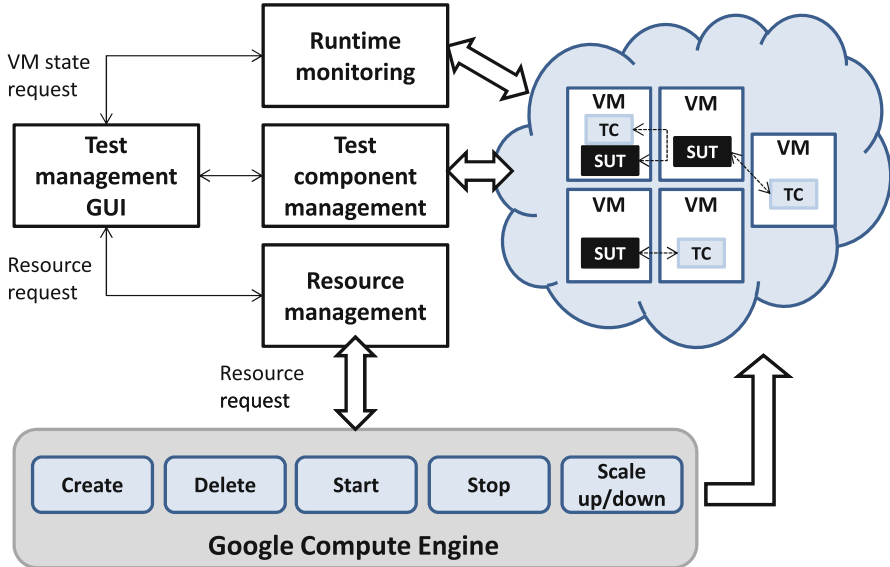 VM state
request
Runtime
monitoring
Test
management
GUI
Test
component
management
Resource
request
Resource
management
Resource
request
VM
TC
SUT
VM
SUT
VM
TC
VM
SUT
VM
TC
Create
Delete
Start
Stop
Scale
up/down
Google Compute Engine